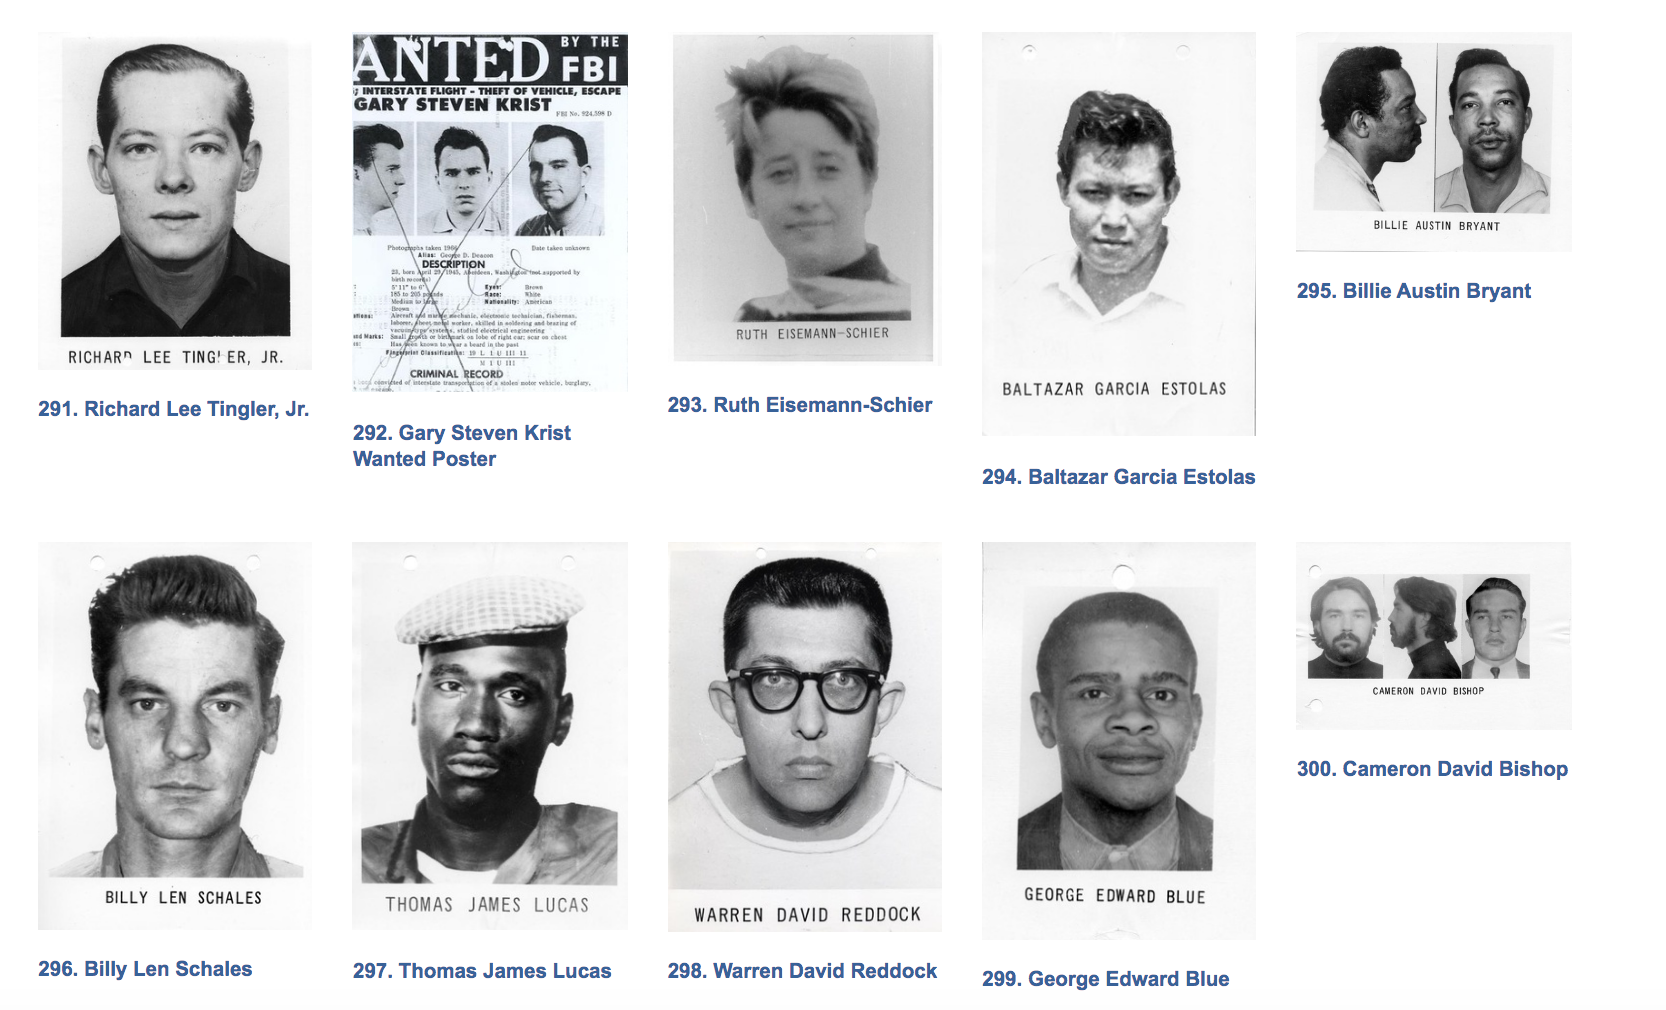 RICHARD LEE TINGLER, JR.
291. Richard Lee Tingler, Jr.
ANTED BY THE
FBI
INTERSTATE FLIGHT - THEFT OF VEHICLE, ESCAPE
GARY STEVEN KRIST
FBI No. 924,598 D
Photographs taken 1966
Date taken unknown
Alias: George D. Deacon
DESCRIPTION
23, born April 29, 1945, Aberdeen, Washington (not supported by
birth records)
5'11" to 6' Eyes: Brown
185 to 205 pounds Race: White
Medium to large Nationality: American
Brown
Aircraft and marine mechanic, electronic technician, fisherman,
laborer, sheet metal worker, skilled in soldering and bearing of
vacuum-type systems, studied electrical engineering
and Marks: Small growth or birthmark on lobe of right ear; scar on chest
Has been known to wear a beard in the past
Fingerprint Classification: 19 L 1 U III 11
M 1 U III
CRIMINAL RECORD
convicted of interstate transportation of a stolen motor vehicle, burglary,
292. Gary Steven Krist
Wanted Poster
RUTH EISEMANN-SCHIER
293. Ruth Eisemann-Schier
BALTAZAR GARCIA ESTOLAS
294. Baltazar Garcia Estolas
BILLIE AUSTIN BRYANT
295. Billie Austin Bryant
BILLY LEN SCHALES
296. Billy Len Schales
THOMAS JAMES LUCAS
297. Thomas James Lucas
WARREN DAVID REDDOCK
298. Warren David Reddock
GEORGE EDWARD BLUE
299. George Edward Blue
CAMERON DAVID BISHOP
300. Cameron David Bishop